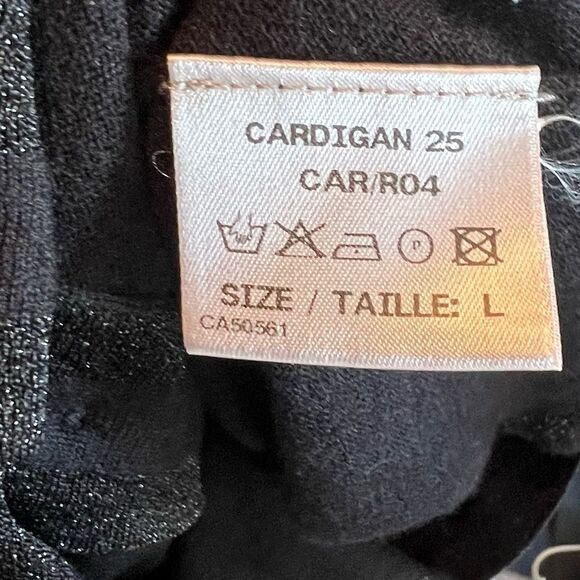 CARDIGAN 25
CAR/R04
P
SIZE / TAILLE: L
CA50561